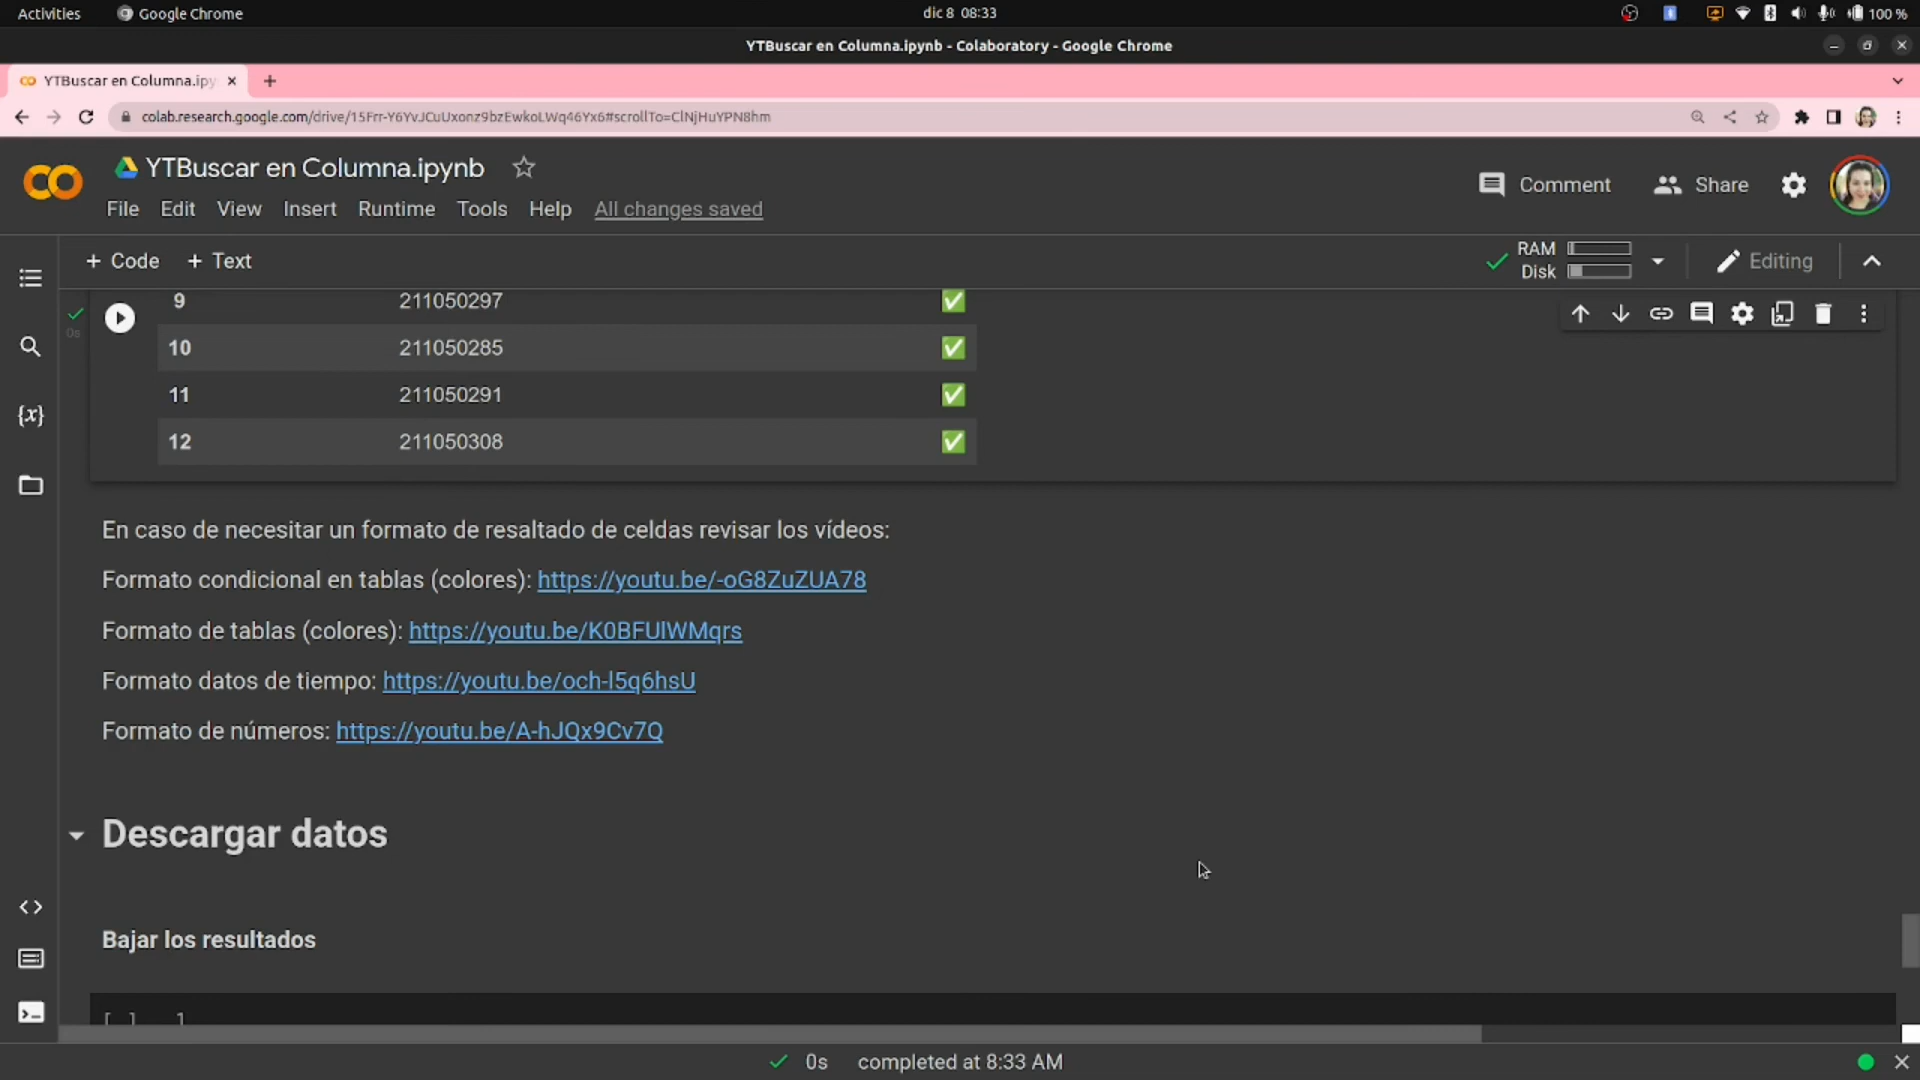 Activities Google Chrome dic 8 08:33 100 %
YTBuscar en Columna.ipynb - Colaboratory - Google Chrome
YTBuscar en Columna.ipy
colab.research.google.com/drive/15Frr-Y6YvJCuUxonz9bzEwkoLWq46Yx6#scrollTo=ClNjHuYPN8hm
YTBuscar en Columna.ipynb
Comment Share
File Edit View Insert Runtime Tools Help All changes saved
+ Code + Text RAM Disk Editing
9 211050297 ✅
0s
10 211050285 ✅
11 211050291 ✅
12 211050308 ✅
En caso de necesitar un formato de resaltado de celdas revisar los vídeos:
Formato condicional en tablas (colores): https://youtu.be/-oG8ZuZUA78
Formato de tablas (colores): https://youtu.be/K0BFUlWMqrs
Formato datos de tiempo: https://youtu.be/och-l5q6hsU
Formato de números: https://youtu.be/A-hJQx9Cv7Q
Descargar datos
Bajar los resultados
[ ] 1
0s completed at 8:33 AM